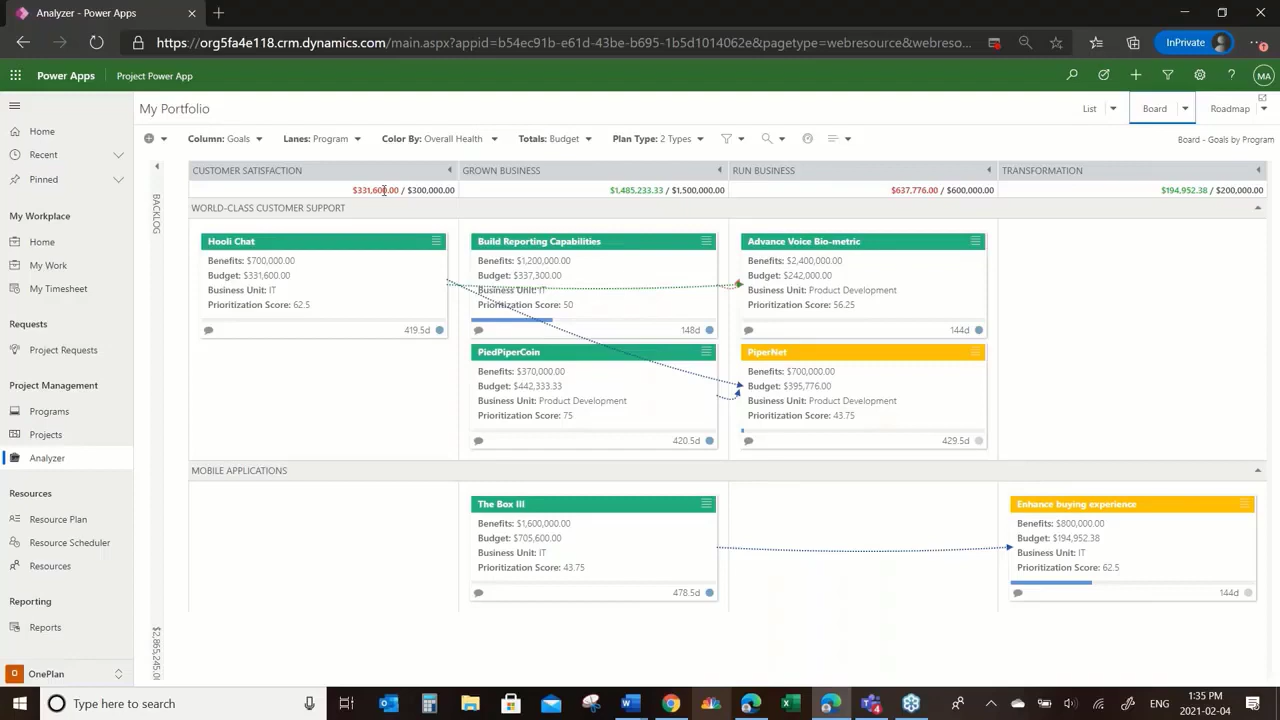 Analyzer - Power Apps
https://org5fa4e118.crm.dynamics.com/main.aspx?appid=b54ec91b-e61d-43be-b695-1b5d1014062e&pagetype=webresource&webreso...
InPrivate
Power Apps
Project Power App
MA
My Portfolio
List
Board
Roadmap
Column: Goals
Lanes: Program
Color By: Overall Health
Totals: Budget
Plan Type: 2 Types
Board - Goals by Program
Home
Recent
Pinned
My Workplace
Home
My Work
My Timesheet
Requests
Project Requests
Project Management
Programs
Projects
Analyzer
Resources
Resource Plan
Resource Scheduler
Resources
Reporting
Reports
O
OnePlan
BACKLOG
CUSTOMER SATISFACTION
GROWN BUSINESS
RUN BUSINESS
TRANSFORMATION
$331,600.00 / $300,000.00
$1,485,233.33 / $1,500,000.00
$637,776.00 / $600,000.00
$194,952.38 / $200,000.00
WORLD-CLASS CUSTOMER SUPPORT
Hooli Chat
Benefits: $700,000.00
Budget: $331,600.00
Business Unit: IT
Prioritization Score: 62.5
419.5d
Build Reporting Capabilities
Benefits: $1,200,000.00
Budget: $337,300.00
Business Unit: IT
Prioritization Score: 50
148d
Advance Voice Bio-metric
Benefits: $2,400,000.00
Budget: $242,000.00
Business Unit: Product Development
Prioritization Score: 56.25
144d
PiedPiperCoin
Benefits: $370,000.00
Budget: $442,333.33
Business Unit: Product Development
Prioritization Score: 75
420.5d
PiperNet
Benefits: $700,000.00
Budget: $395,776.00
Business Unit: Product Development
Prioritization Score: 43.75
429.5d
MOBILE APPLICATIONS
The Box III
Benefits: $1,600,000.00
Budget: $705,600.00
Business Unit: IT
Prioritization Score: 43.75
478.5d
Enhance buying experience
Benefits: $800,000.00
Budget: $194,952.38
Business Unit: IT
Prioritization Score: 62.5
144d
Type here to search
4
1:35 PM
2021-02-04